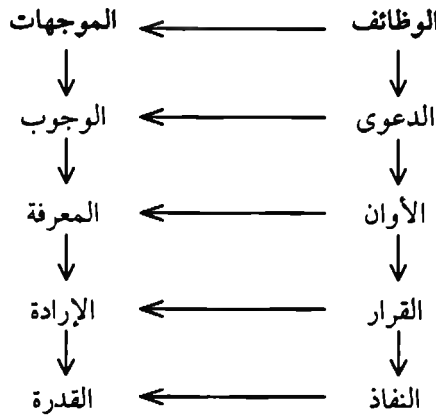 الوظائف الموجهات
الدعوى الوجوب
الأوان المعرفة
القرار الإرادة
النفاذ القدرة